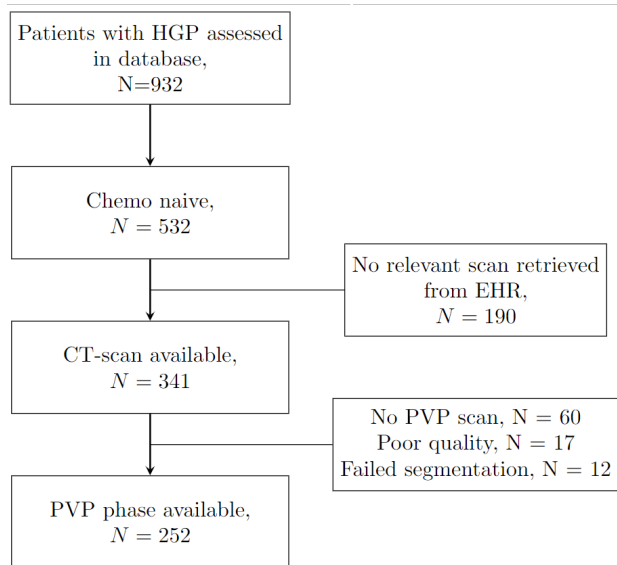 Patients with HGP assessed
in database,
N=932
Chemo naive,
N = 532
No relevant scan retrieved
from EHR,
N = 190
CT-scan available,
N = 341
No PVP scan, N = 60
Poor quality, N = 17
Failed segmentation, N = 12
PVP phase available,
N = 252